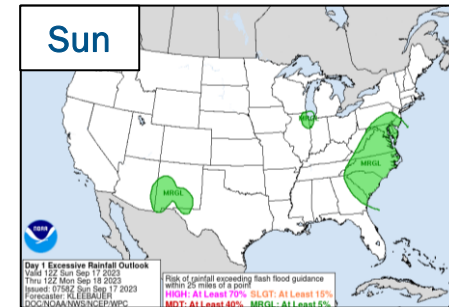 Sun
MRGL
MRGL
MRGL
NOAA
Day 1 Excessive Rainfall Outlook
Valid 12Z Sun Sep 17 2023
Thru 12Z Mon Sep 18 2023
Issued: 0758Z Sun Sep 17 2023
Forecaster: KLEEBAUER
DOC/NOAA/NWS/NCEP/WPC
Risk of rainfall exceeding flash flood guidance
within 25 miles of a point
HIGH: At Least 70% SLGT: At Least 15%
MDT: At Least 40% MRGL: At Least 5%